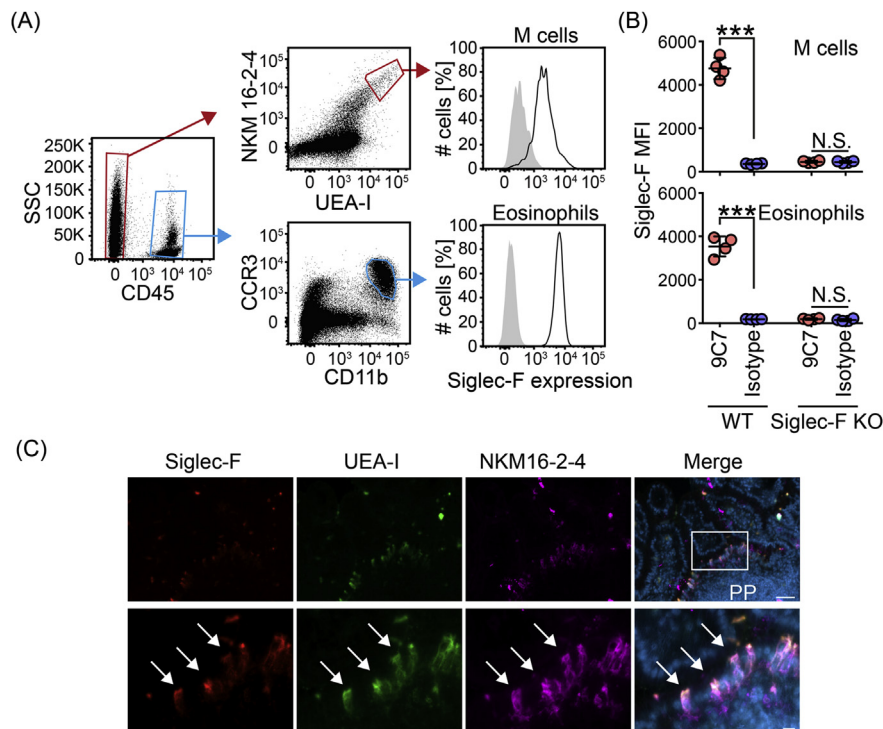 (A)
(B)
M cells
NKM 16-2-4
10⁵
10⁴
10³
0
0 10³ 10⁴ 10⁵
UEA-I
# cells [%]
100
80
60
40
20
0
0 10³ 10⁴ 10⁵
SSC
250K
200K
150K
100K
50K
0
0 10³ 10⁴ 10⁵
CD45
CCR3
10⁵
10⁴
10³
0
0 10³ 10⁴ 10⁵
CD11b
Eosinophils
# cells [%]
100
80
60
40
20
0
0 10³ 10⁴ 10⁵
Siglec-F expression
Siglec-F MFI
6000
4000
2000
0
*** M cells
N.S.
6000
4000
2000
0
*** Eosinophils
N.S.
9C7 Isotype 9C7 Isotype
WT Siglec-F KO
(C)
Siglec-F UEA-I NKM16-2-4 Merge
PP